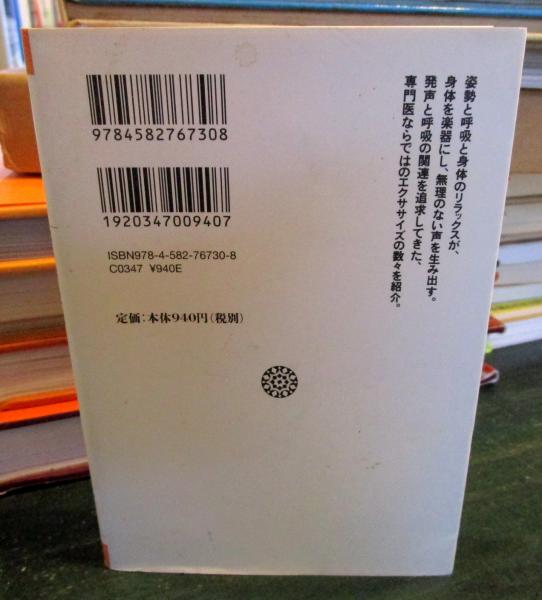 姿勢と呼吸と身体のリラックスが、
身体を楽器にし、無理のない声を生み出す。
発声と呼吸の関連を追求してきた、
専門医ならではのエクササイズの数々を紹介。
9784582767308
1920347009407
ISBN978-4-582-76730-8
C0347 ¥940E
定価:本体940円(税別)